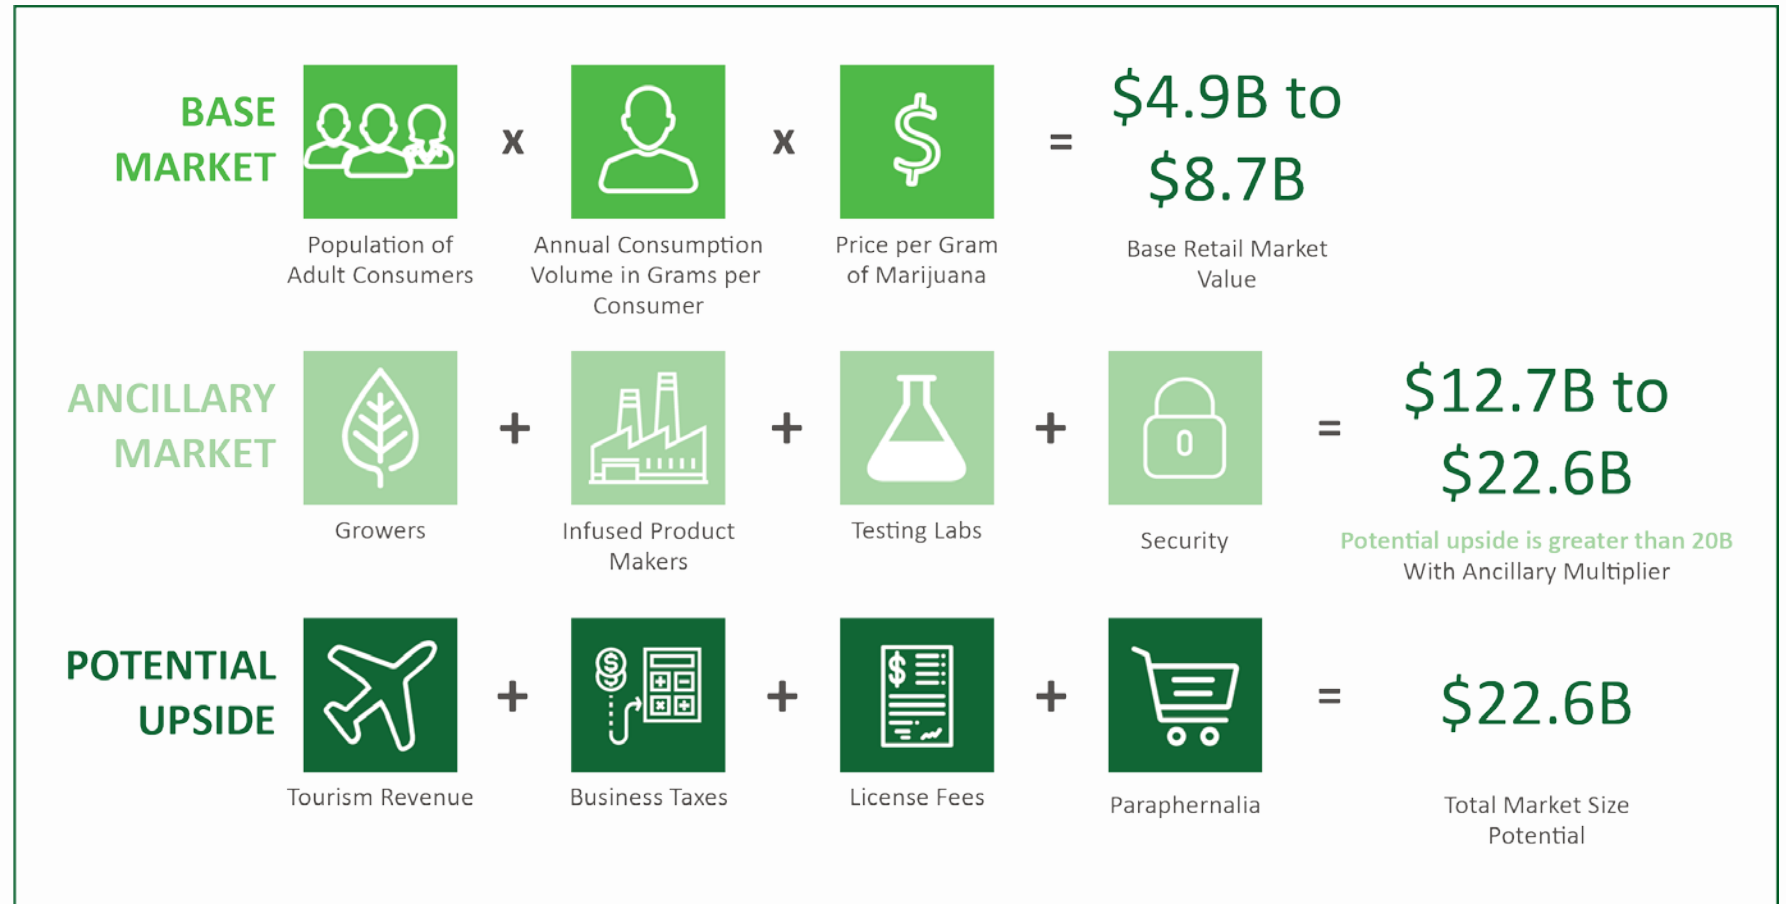 BASE
MARKET
x
x
=
$4.9B to
$8.7B
Population of
Adult Consumers
Annual Consumption
Volume in Grams per
Consumer
$
Price per Gram
of Marijuana
Base Retail Market
Value
ANCILLARY
MARKET
+
+
+
=
$12.7B to
$22.6B
Growers
Infused Product
Makers
Testing Labs
Security
Potential upside is greater than 20B
With Ancillary Multiplier
POTENTIAL
UPSIDE
+
+
$
+
=
$22.6B
Tourism Revenue
Business Taxes
License Fees
Paraphernalia
Total Market Size
Potential